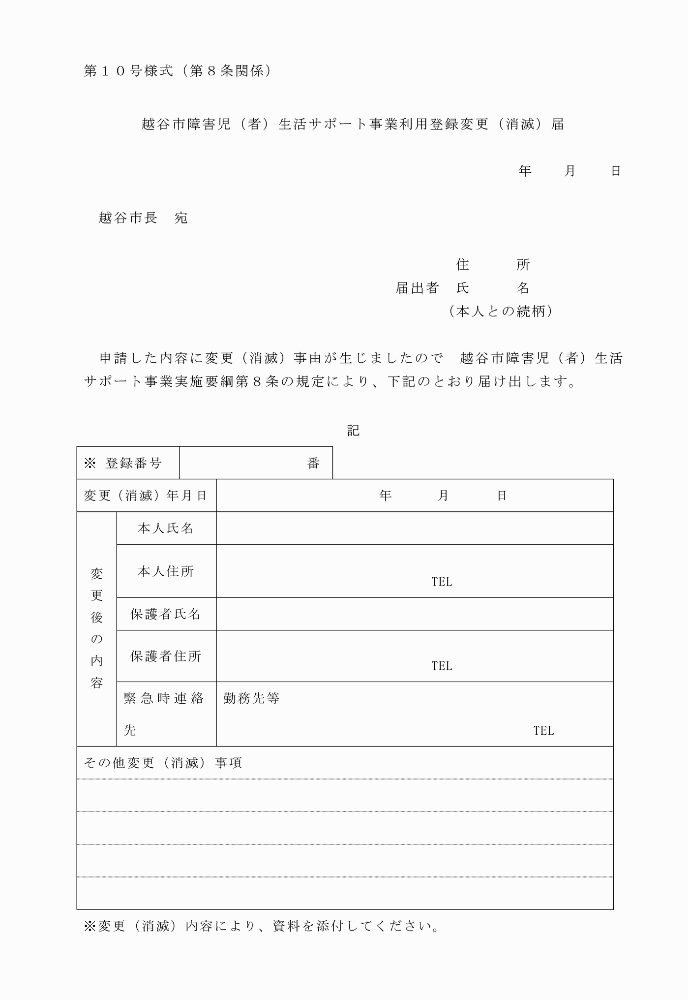 第１０号様式（第８条関係）
越谷市障害児（者）生活サポート事業利用登録変更（消滅）届
年　　月　　日
越谷市長　宛
住　　　所
届出者　氏　　　名
（本人との続柄）
申請した内容に変更（消滅）事由が生じましたので　越谷市障害児（者）生活
サポート事業実施要綱第８条の規定により、下記のとおり届け出します。
記
※ 登録番号　　　番
変更（消滅）年月日　　　年　　　月　　　日
変更後の内容
本人氏名
本人住所
TEL
保護者氏名
保護者住所
TEL
緊急時連絡　勤務先等
先　　　TEL
その他変更（消滅）事項
※変更（消滅）内容により、資料を添付してください。